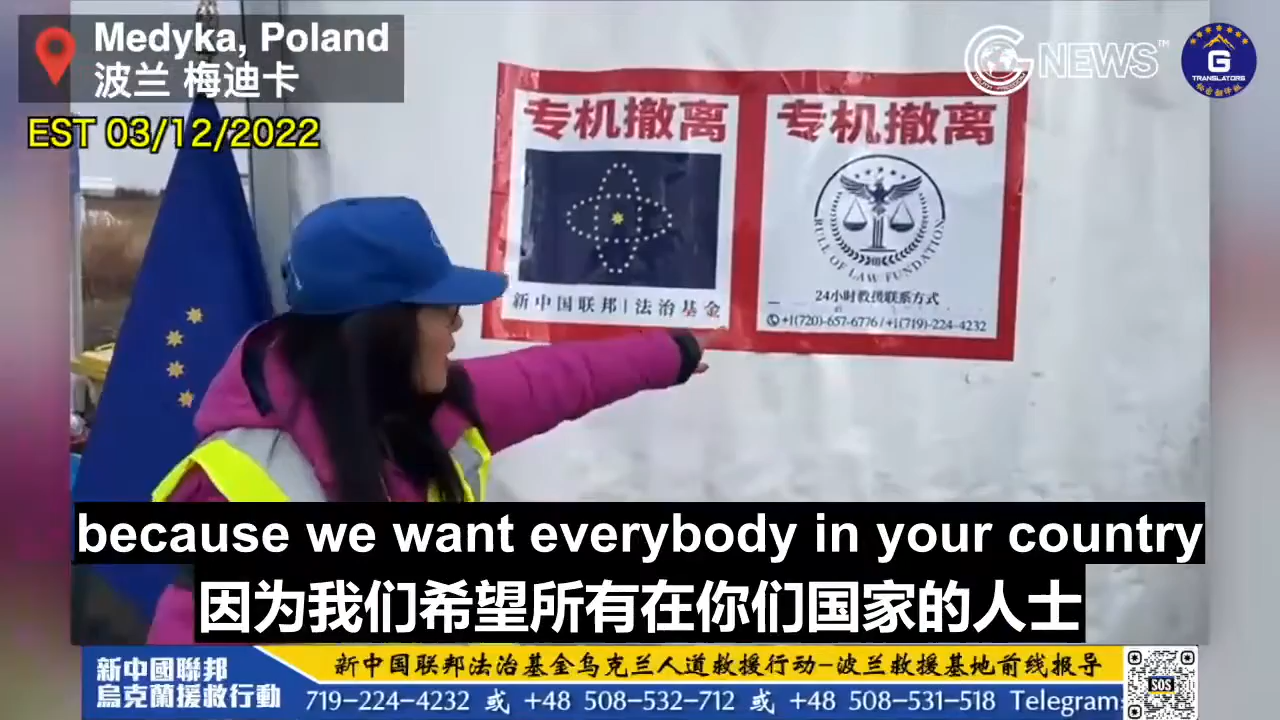 Medyka, Poland
波兰 梅迪卡
EST 03/12/2022
GNEWS™
G
TRANSLATORS
专机撤离
新中国联邦|法治基金
专机撤离
RULE OF LAW FUNDATION
24小时救援联系方式
+1(720)-657-6776 / +1(719)-224-4232
because we want everybody in your country
因为我们希望所有在你们国家的人士
新中國聯邦
烏克蘭援救行動
新中国联邦法治基金乌克兰人道救援行动-波兰救援基地前线报导
719-224-4232 或 +48 508-532-712 或 +48 508-531-518 Telegram
SOS